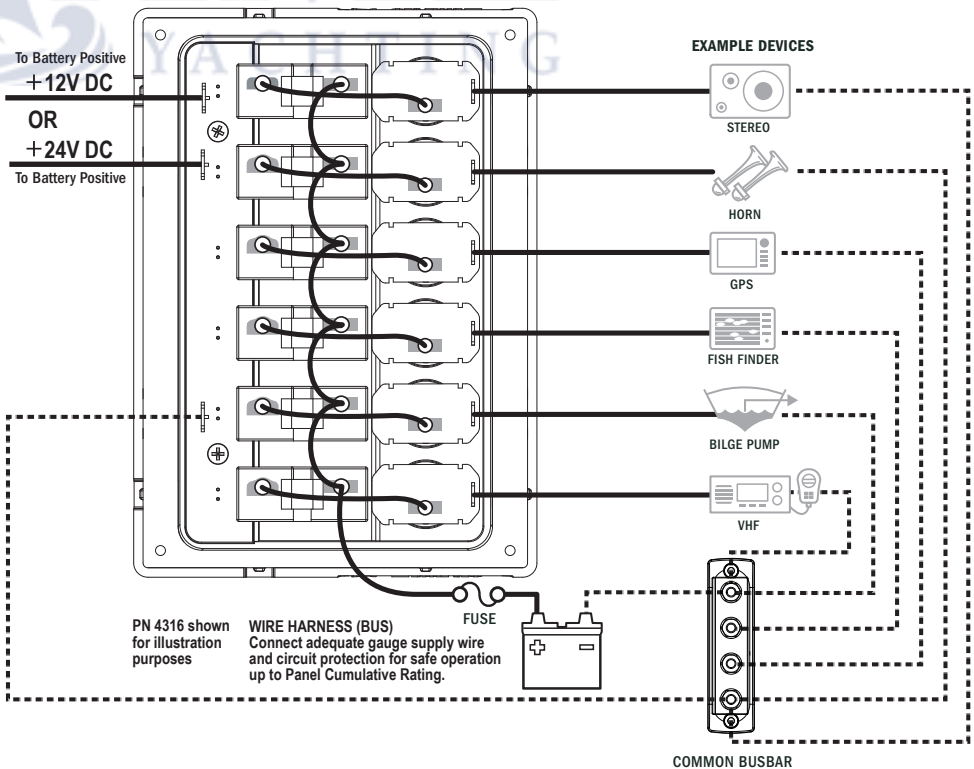 YACHTING
To Battery Positive
+12V DC
OR
+24V DC
To Battery Positive
EXAMPLE DEVICES
STEREO
HORN
GPS
FISH FINDER
BILGE PUMP
VHF
FUSE
PN 4316 shown
for illustration
purposes
WIRE HARNESS (BUS)
Connect adequate gauge supply wire
and circuit protection for safe operation
up to Panel Cumulative Rating.
COMMON BUSBAR